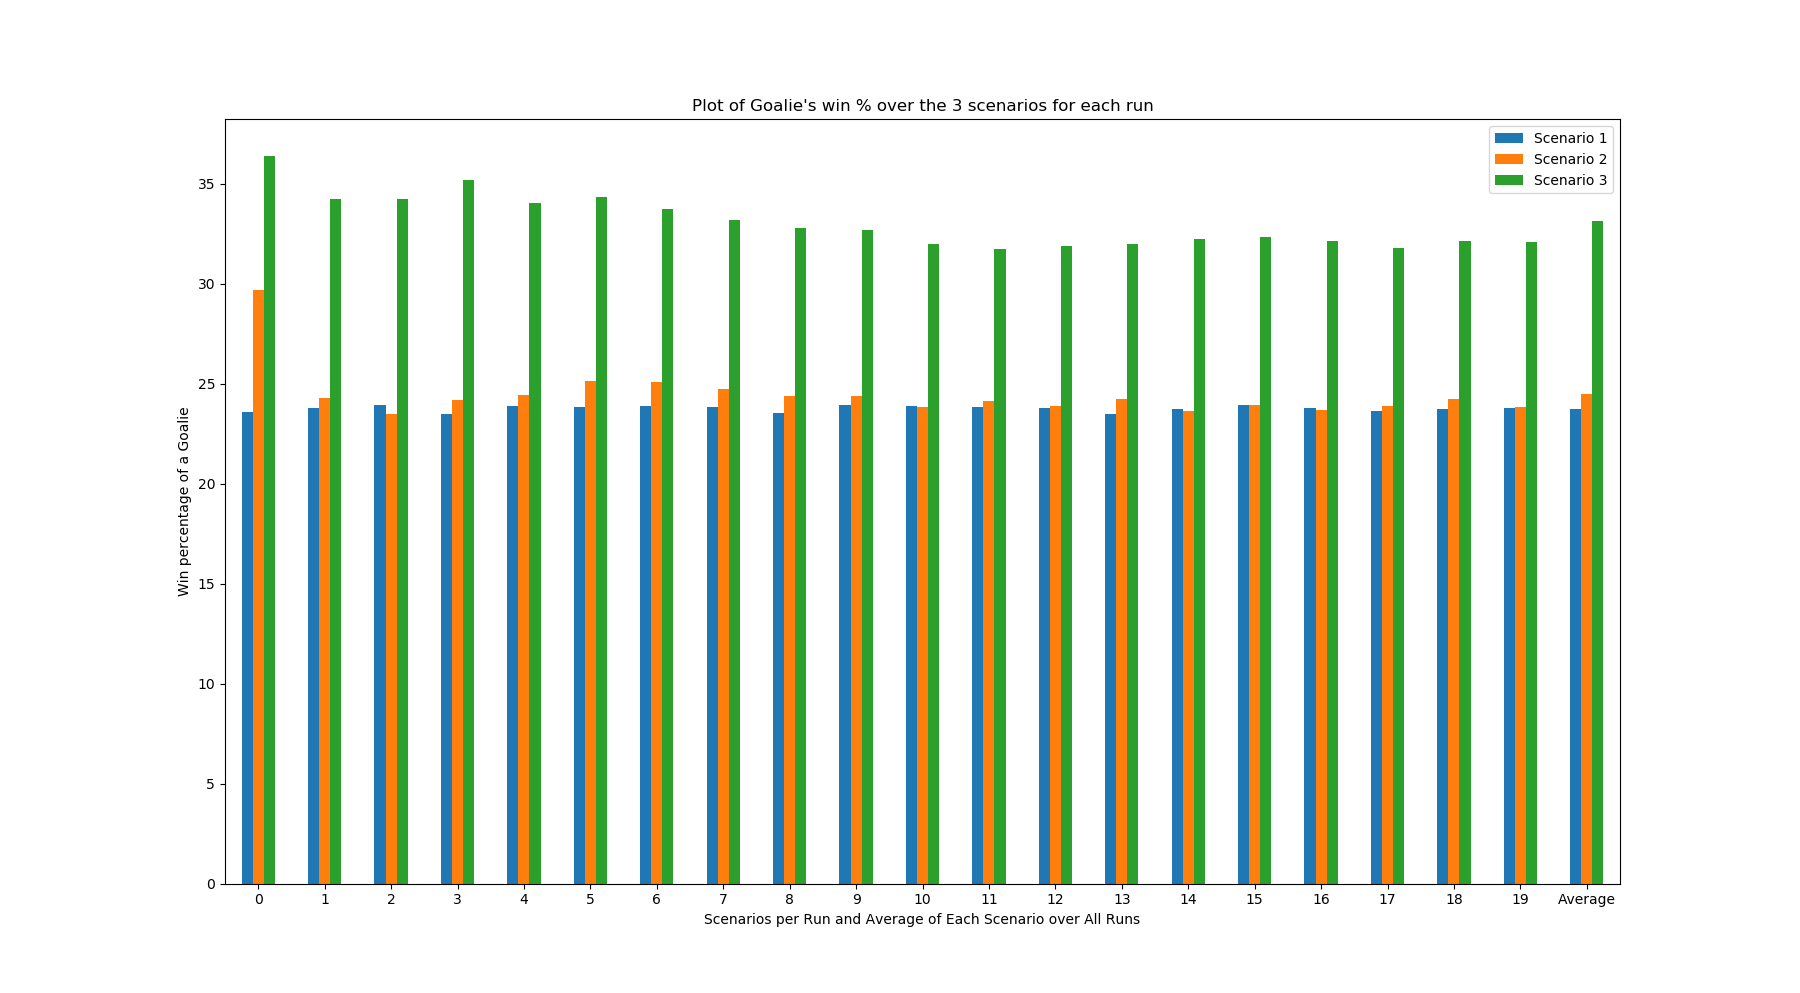 Plot of Goalie's win % over the 3 scenarios for each run
Scenario 1
Scenario 2
Scenario 3
35
30
25
20
15
10
5
0
Win percentage of a Goalie
0 1 2 3 4 5 6 7 8 9 10 11 12 13 14 15 16 17 18 19 Average
Scenarios per Run and Average of Each Scenario over All Runs